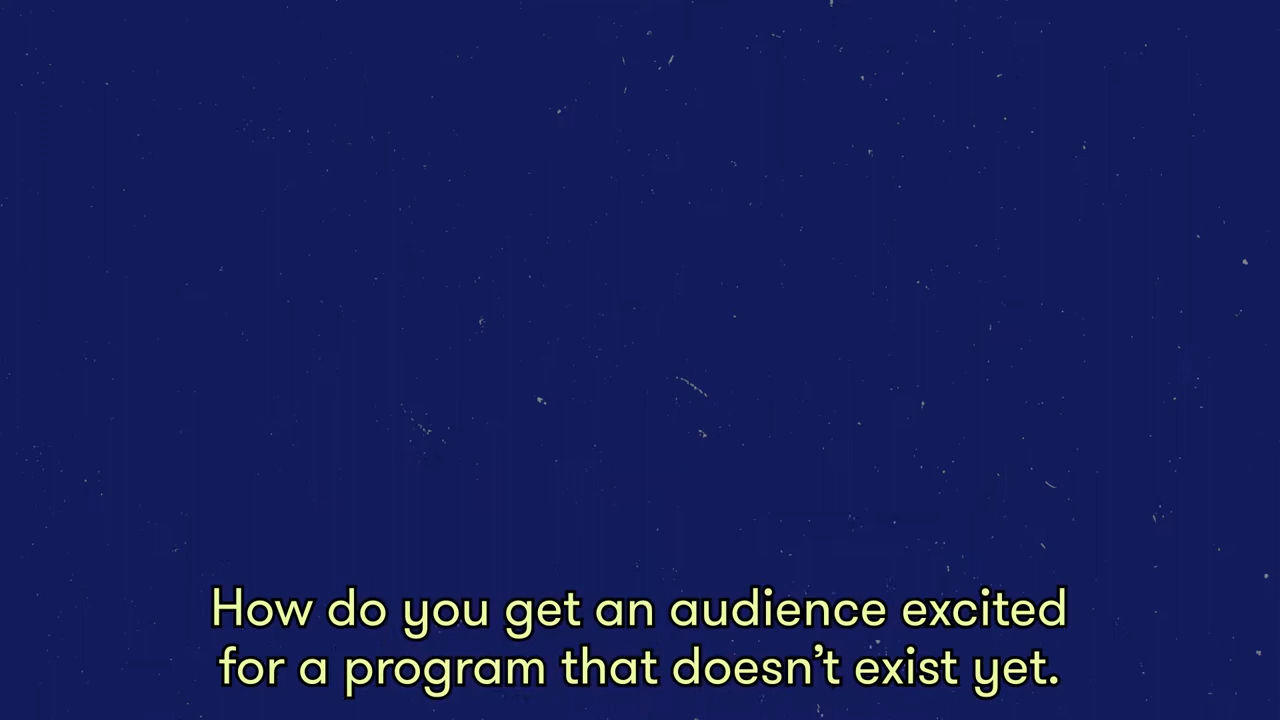 How do you get an audience excited
for a program that doesn’t exist yet.